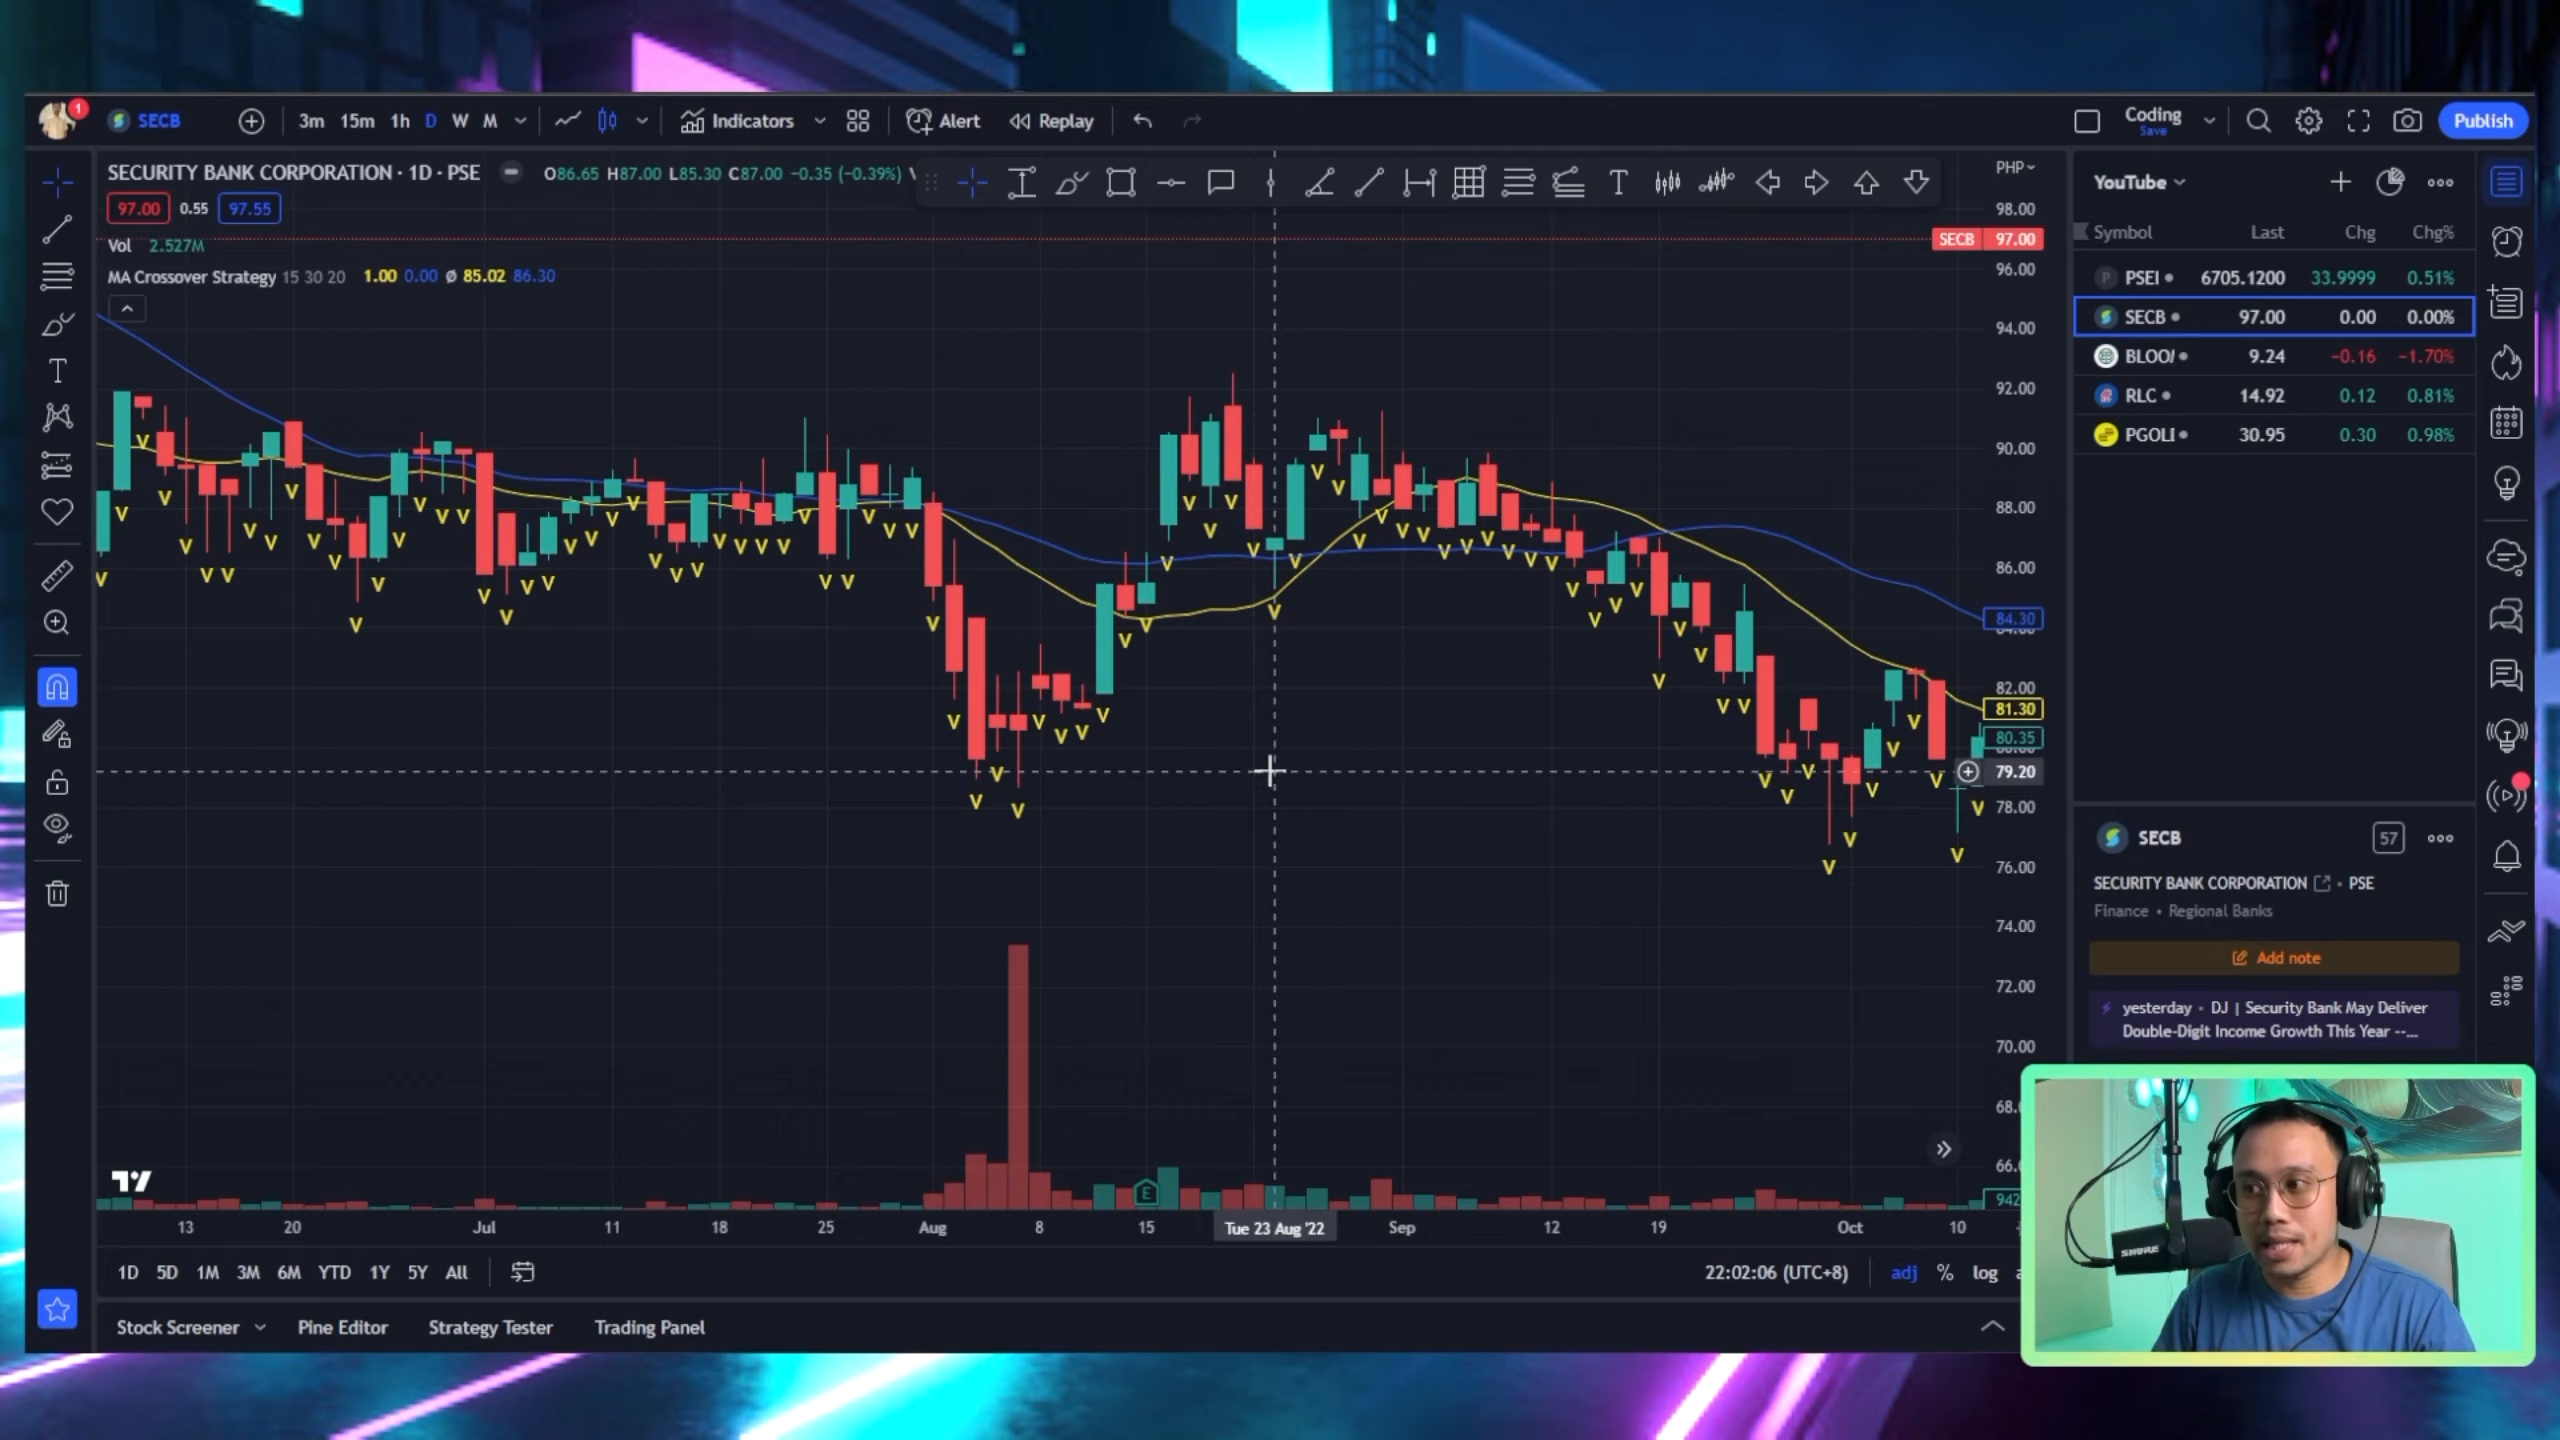 1
SECB
3m 15m 1h D W M
Indicators
Alert
Replay
Coding
Save
Publish
SECURITY BANK CORPORATION · 1D · PSE
O86.65 H87.00 L85.30 C87.00 −0.35 (−0.39%)
97.00 0.55 97.55
Vol 2.527M
MA Crossover Strategy 15 30 20 1.00 0.00 ø 85.02 86.30
PHP
98.00
SECB 97.00
96.00
94.00
92.00
90.00
88.00
86.00
84.30
82.00
81.30
80.35
79.20
78.00
76.00
74.00
72.00
70.00
68.
66.
942
E
13 20 Jul 11 18 25 Aug 8 15 Tue 23 Aug '22 Sep 12 19 Oct 10
1D 5D 1M 3M 6M YTD 1Y 5Y All
22:02:06 (UTC+8)
adj % log
Stock Screener Pine Editor Strategy Tester Trading Panel
YouTube
Symbol Last Chg Chg%
PSEI 6705.1200 33.9999 0.51%
SECB 97.00 0.00 0.00%
BLOO 9.24 −0.16 −1.70%
RLC 14.92 0.12 0.81%
PGOLI 30.95 0.30 0.98%
SECB
57
SECURITY BANK CORPORATION · PSE
Finance • Regional Banks
Add note
yesterday · DJ | Security Bank May Deliver
Double-Digit Income Growth This Year --...
SHURE